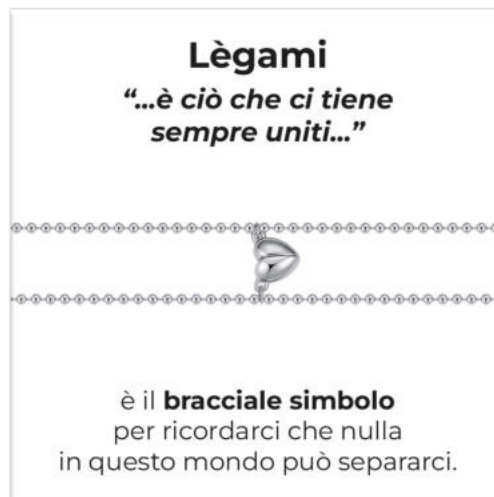 Lègami
“...è ciò che ci tiene
sempre uniti...”
è il bracciale simbolo
per ricordarci che nulla
in questo mondo può separarci.